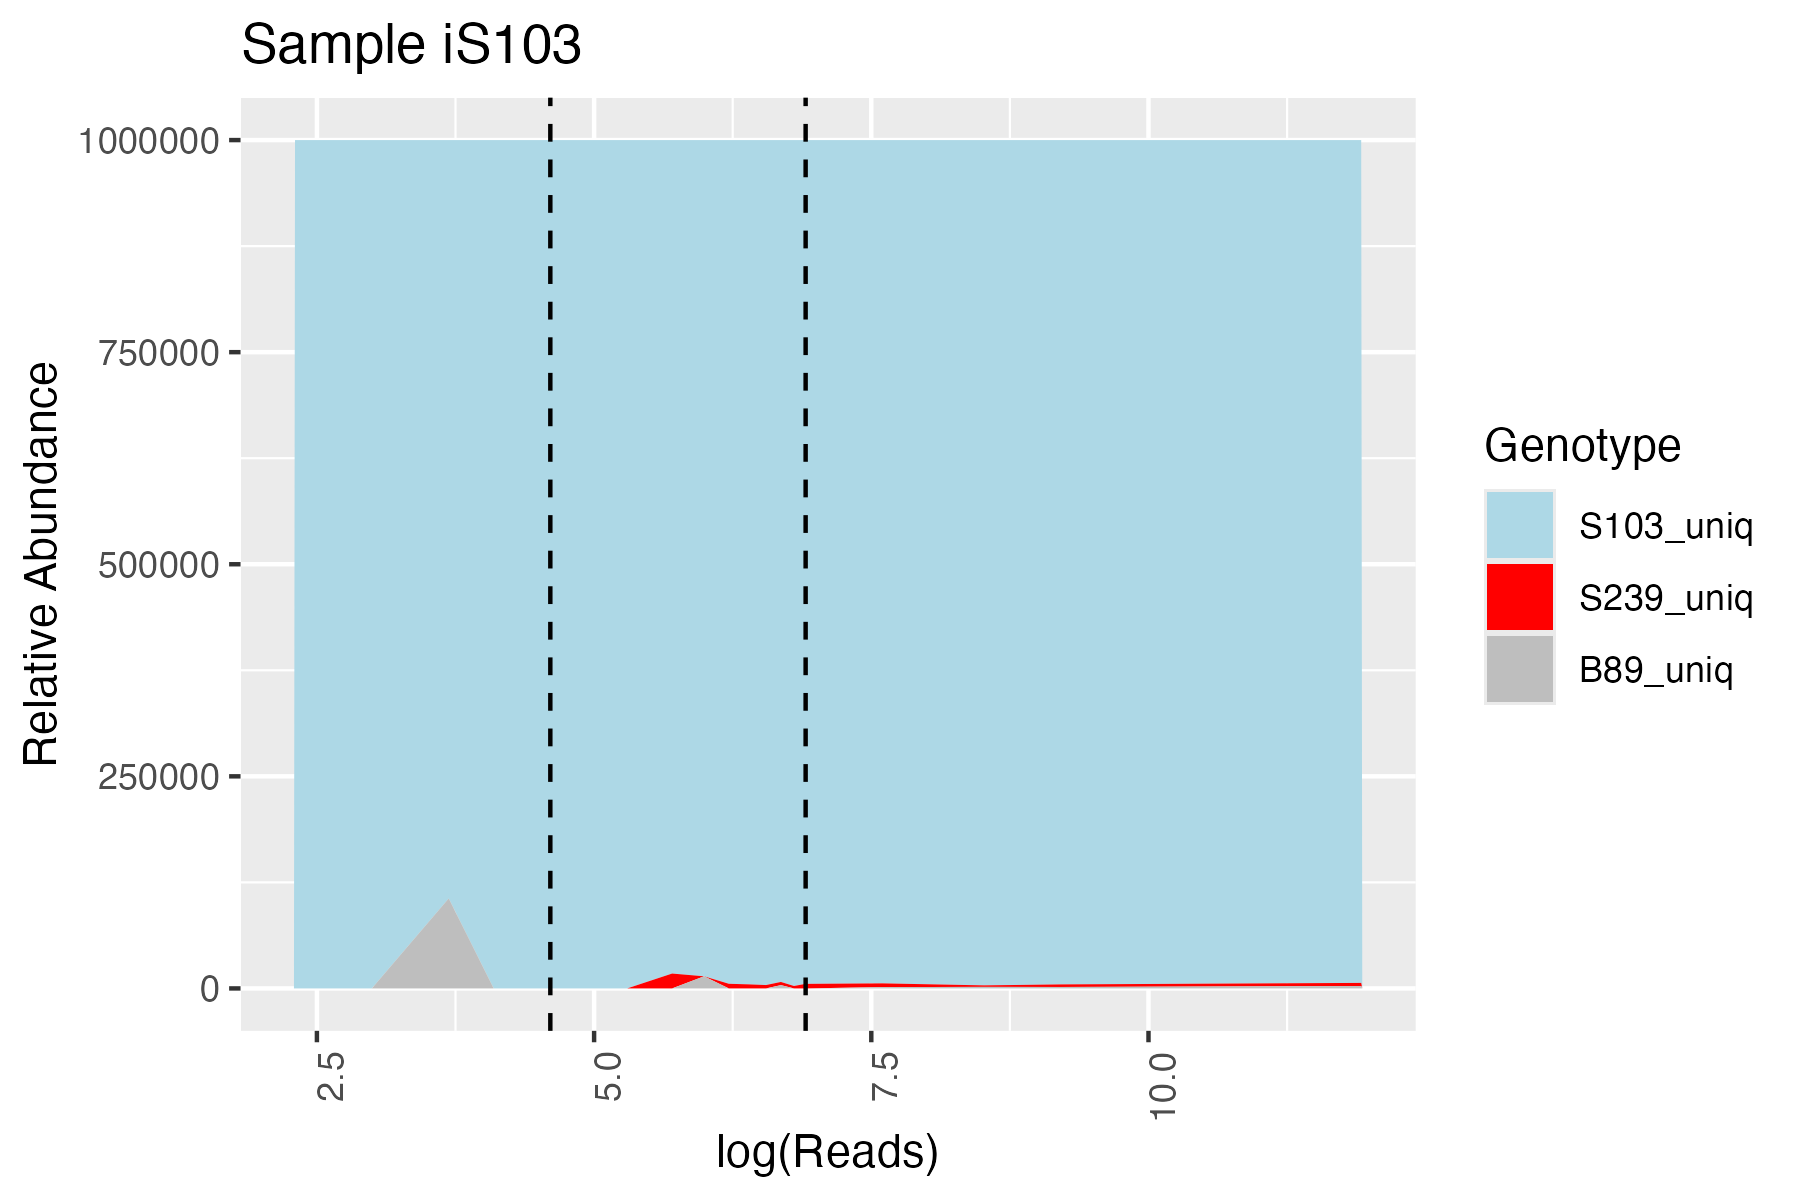 Sample iS103
1000000
750000
500000
250000
0
Relative Abundance
2.5
5.0
7.5
10.0
log(Reads)
Genotype
S103_uniq
S239_uniq
B89_uniq